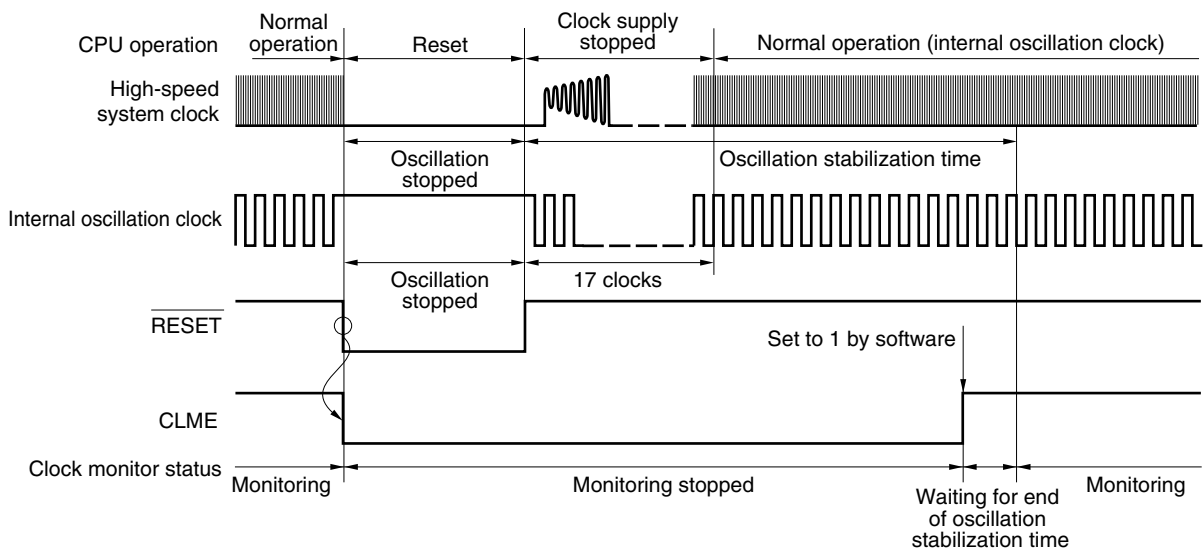 CPU operation
Normal
operation
Reset
Clock supply
stopped
Normal operation (internal oscillation clock)
High-speed
system clock
Oscillation
stopped
Oscillation stabilization time
Internal oscillation clock
Oscillation
stopped
17 clocks
RESET
Set to 1 by software
CLME
Clock monitor status
Monitoring
Monitoring stopped
Waiting for end
of oscillation
stabilization time
Monitoring